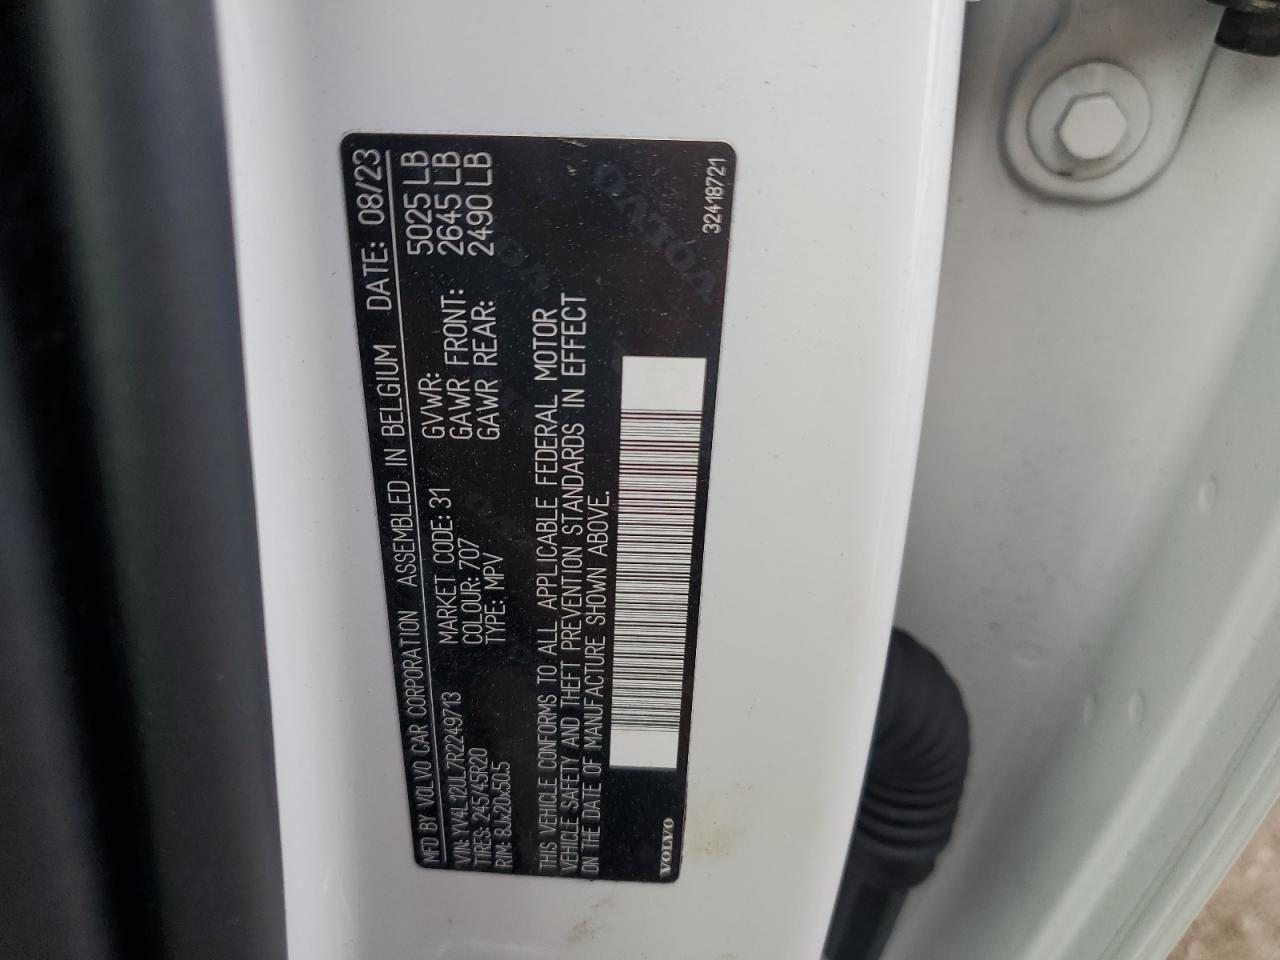 MFD BY VOLVO CAR CORPORATION ASSEMBLED IN BELGIUM DATE: 08/23
VIN: YV4L12UL7R2249713 MARKET CODE: 31 GVWR: 5025 LB
TIRES: 245/45R20 COLOUR: 707 GAWR FRONT: 2645 LB
RIM: 8Jx20x50.5 TYPE: MPV GAWR REAR: 2490 LB
THIS VEHICLE CONFORMS TO ALL APPLICABLE FEDERAL MOTOR
VEHICLE SAFETY AND THEFT PREVENTION STANDARDS IN EFFECT
ON THE DATE OF MANUFACTURE SHOWN ABOVE.
VOLVO 32418721